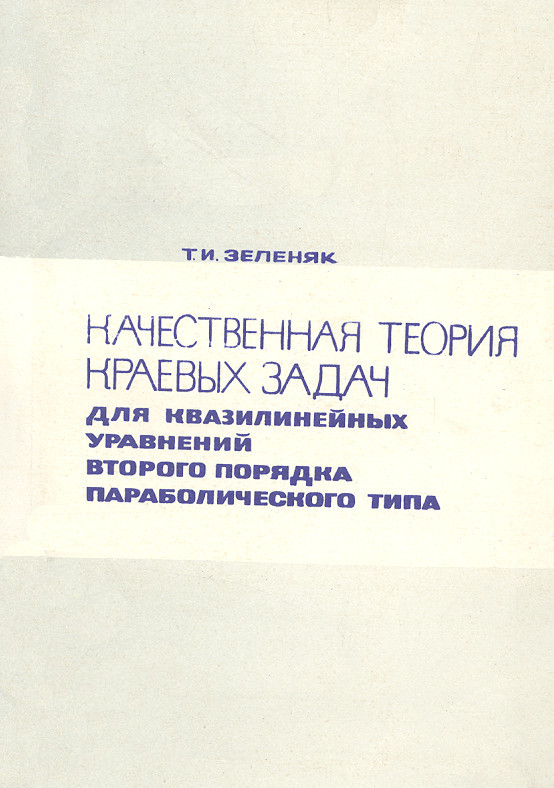 Т.И. ЗЕЛЕНЯК
КАЧЕСТВЕННАЯ ТЕОРИЯ
КРАЕВЫХ ЗАДАЧ
ДЛЯ КВАЗИЛИНЕЙНЫХ
УРАВНЕНИЙ
ВТОРОГО ПОРЯДКА
ПАРАБОЛИЧЕСКОГО ТИПА